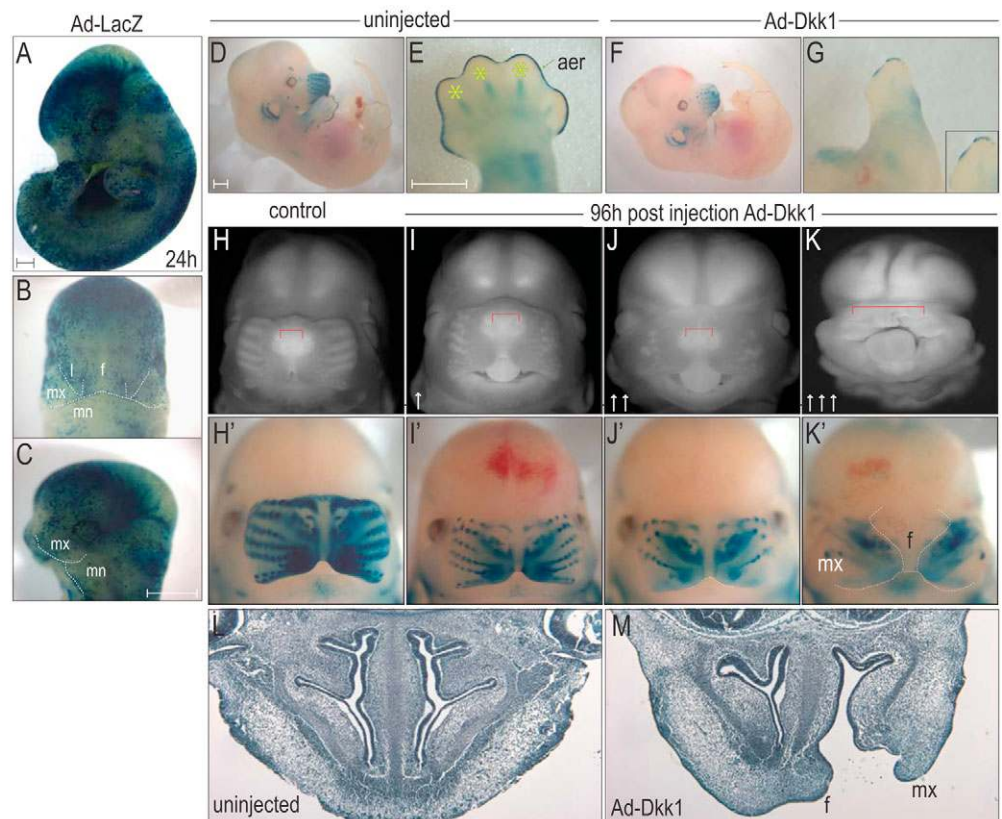 Ad-LacZ
uninjected
Ad-Dkk1
A
24h
B
l
f
mx
mn
C
mx
mn
D
E
aer
F
G
control
96h post injection Ad-Dkk1
H
I
J
K
H'
I'
J'
K'
mx
f
L
uninjected
M
Ad-Dkk1
f
mx